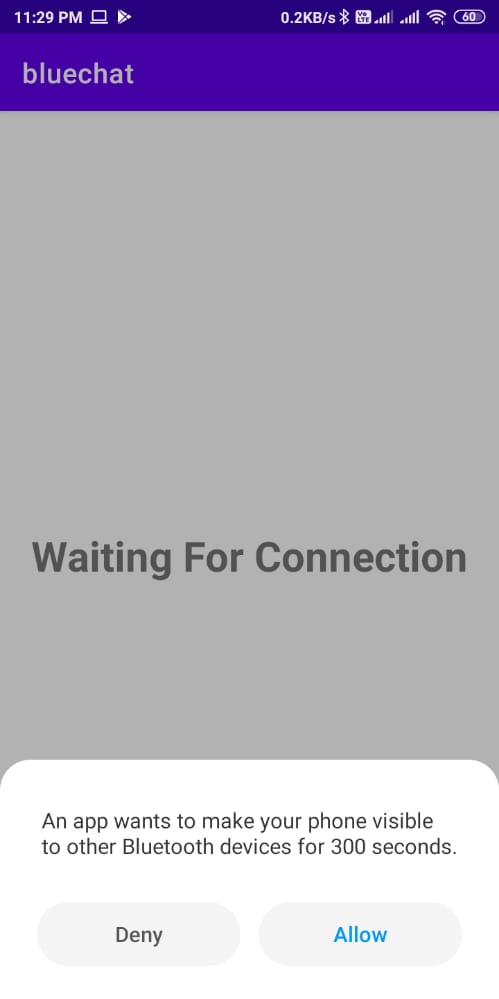 11:29 PM 0.2KB/s 60
bluechat
Waiting For Connection
An app wants to make your phone visible
to other Bluetooth devices for 300 seconds.
Deny Allow